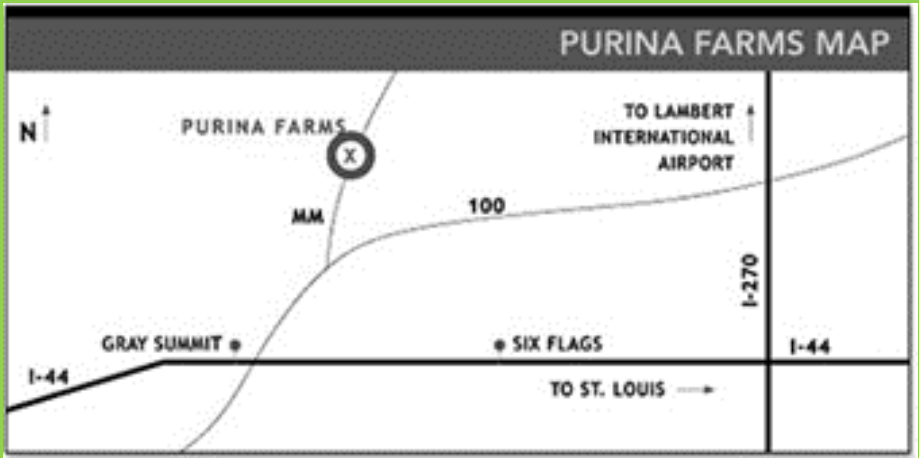 PURINA FARMS MAP
N
PURINA FARMS
X
TO LAMBERT
INTERNATIONAL
AIRPORT
MM
100
I-270
GRAY SUMMIT
SIX FLAGS
I-44
I-44
TO ST. LOUIS